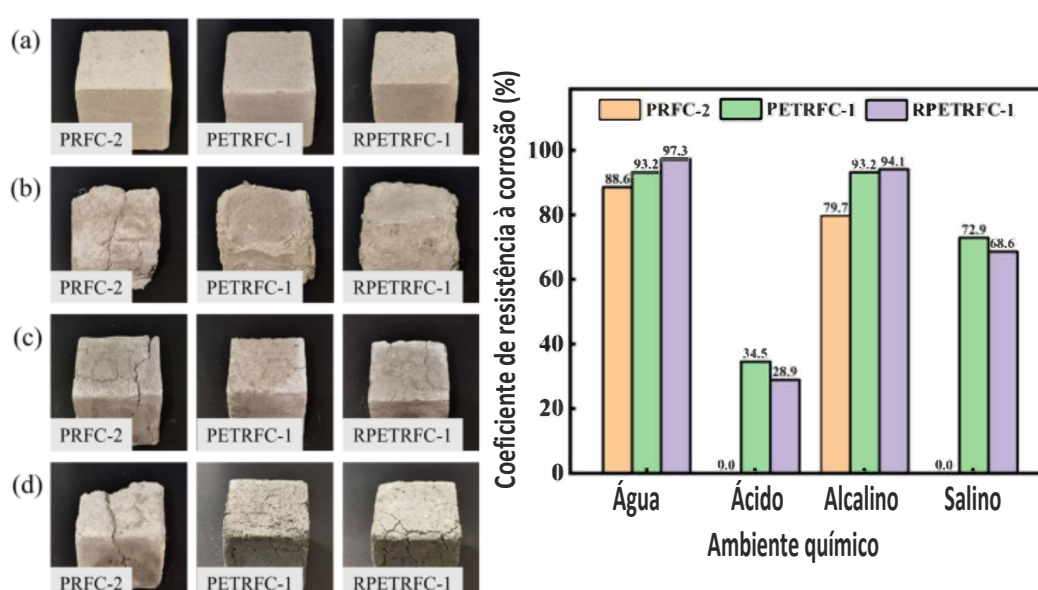 (a)
PRFC-2
PETRFC-1
RPETRFC-1
(b)
PRFC-2
PETRFC-1
RPETRFC-1
(c)
PRFC-2
PETRFC-1
RPETRFC-1
(d)
PRFC-2
PETRFC-1
RPETRFC-1
Coeficiente de resistência à corrosão (%)
PRFC-2 PETRFC-1 RPETRFC-1
100
80
60
40
20
0
88.6 93.2 97.3
0.0 34.5 28.9
79.7 93.2 94.1
0.0 72.9 68.6
Água Ácido Alcalino Salino
Ambiente químico